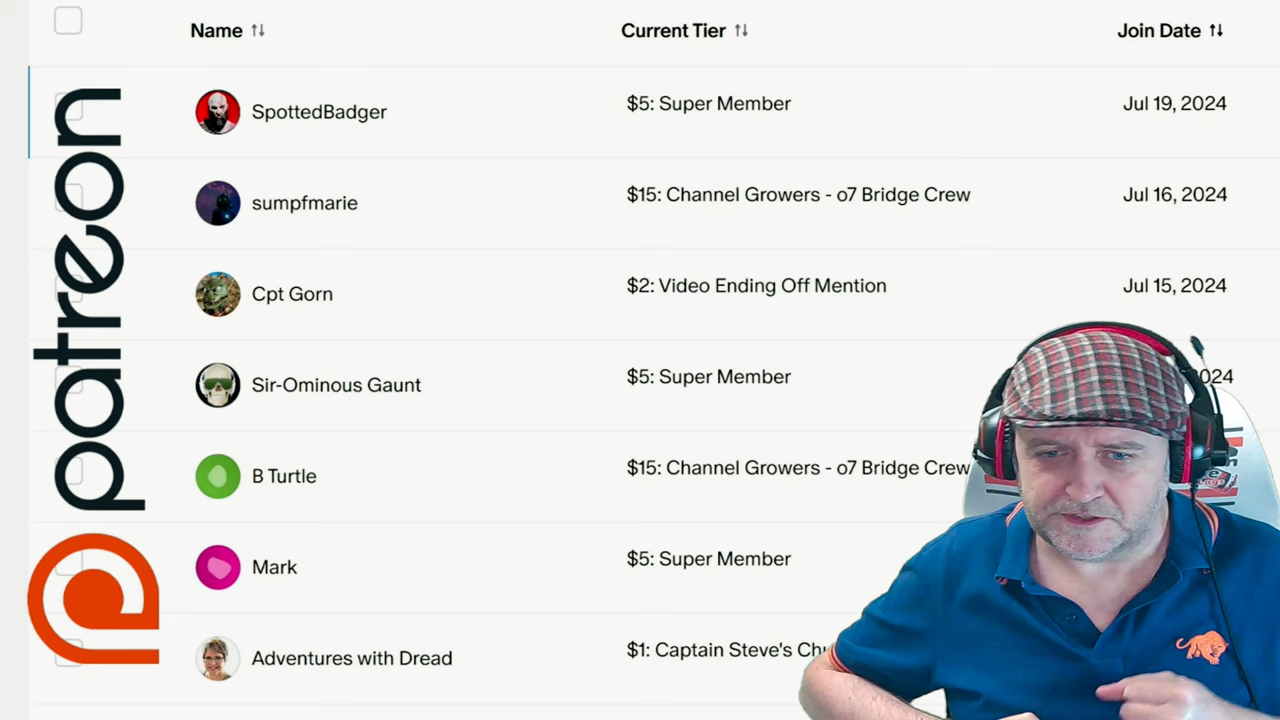 Name Current Tier Join Date
SpottedBadger $5: Super Member Jul 19, 2024
sumpfmarie $15: Channel Growers - o7 Bridge Crew Jul 16, 2024
Cpt Gorn $2: Video Ending Off Mention Jul 15, 2024
Sir-Ominous Gaunt $5: Super Member
B Turtle $15: Channel Growers - o7 Bridge Crew
Mark $5: Super Member
Adventures with Dread $1: Captain Steve's
patreon